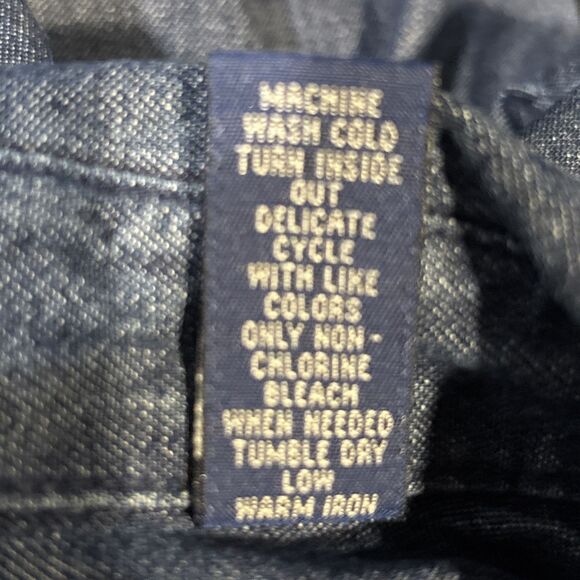 MACHINE
WASH COLD
TURN INSIDE
OUT
DELICATE
CYCLE
WITH LIKE
COLORS
ONLY NON-
CHLORINE
BLEACH
WHEN NEEDED
TUMBLE DRY
LOW
WARM IRON